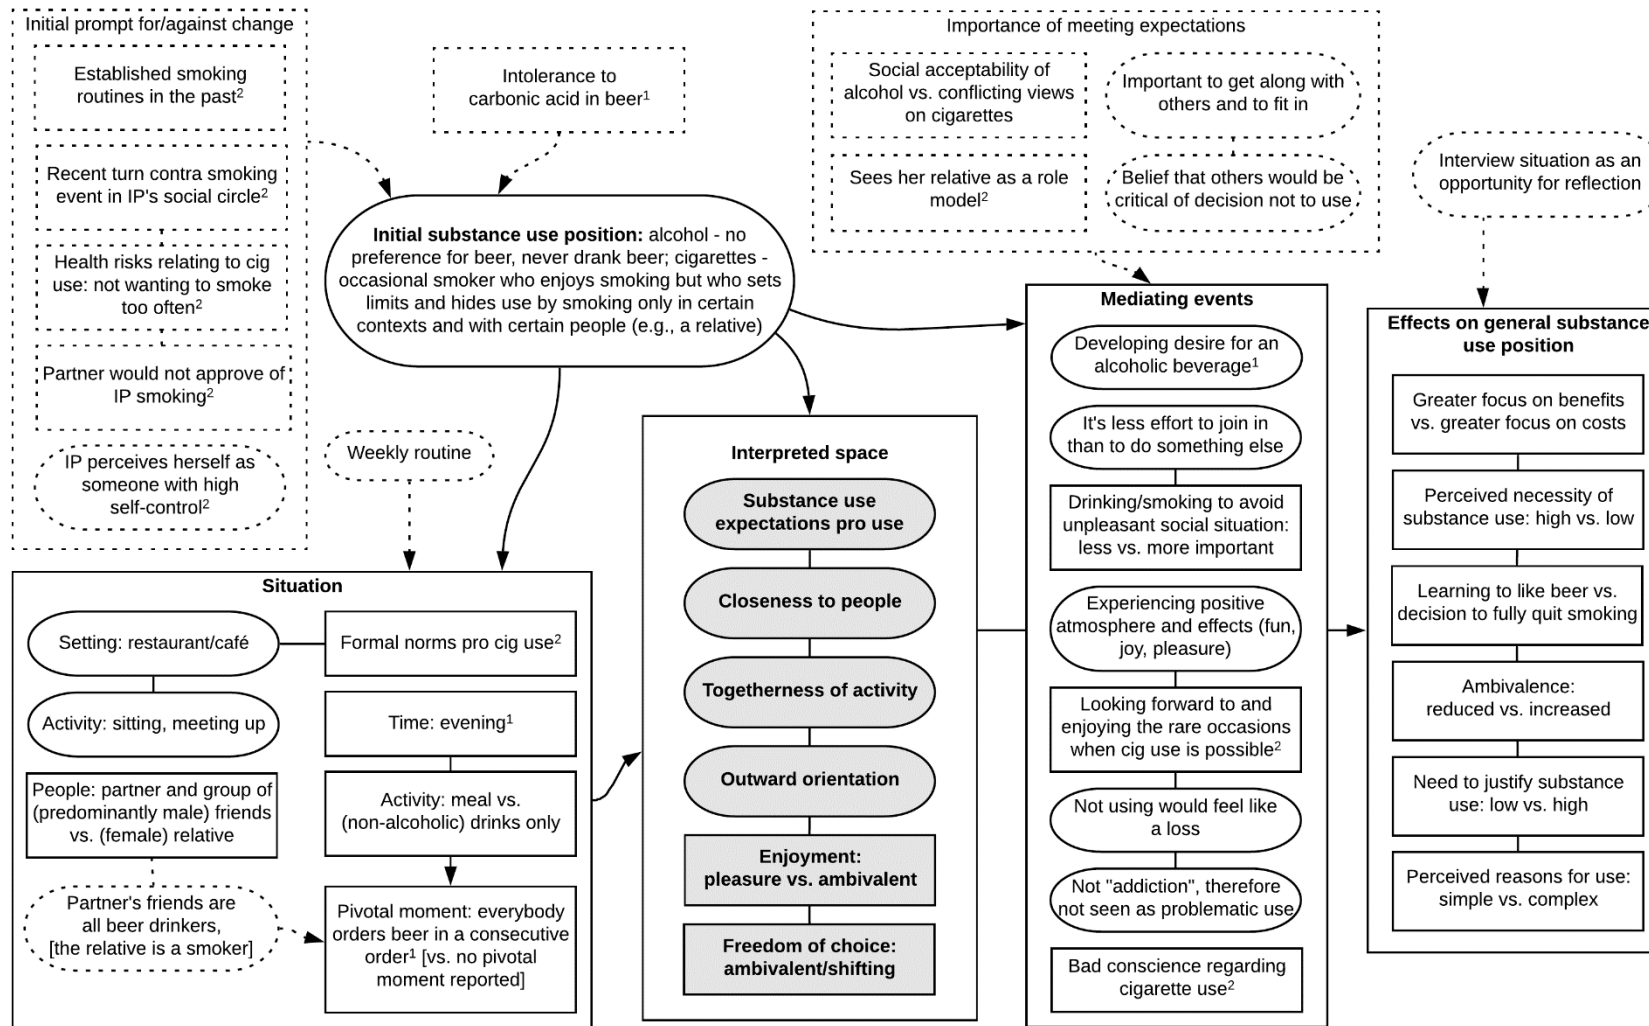 Initial prompt for/against change
Established smoking
routines in the past²
Recent turn contra smoking
event in IP's social circle²
Health risks relating to cig
use: not wanting to smoke
too often²
Partner would not approve of
IP smoking²
IP perceives herself as
someone with high
self-control²
Intolerance to
carbonic acid in beer¹
Importance of meeting expectations
Social acceptability of
alcohol vs. conflicting views
on cigarettes
Important to get along with
others and to fit in
Sees her relative as a role
model²
Belief that others would be
critical of decision not to use
Interview situation as an
opportunity for reflection
Initial substance use position: alcohol - no
preference for beer, never drank beer; cigarettes -
occasional smoker who enjoys smoking but who sets
limits and hides use by smoking only in certain
contexts and with certain people (e.g., a relative)
Weekly routine
Situation
Setting: restaurant/café
Formal norms pro cig use²
Activity: sitting, meeting up
Time: evening¹
People: partner and group of
(predominantly male) friends
vs. (female) relative
Activity: meal vs.
(non-alcoholic) drinks only
Partner's friends are
all beer drinkers,
[the relative is a smoker]
Pivotal moment: everybody
orders beer in a consecutive
order¹ [vs. no pivotal
moment reported]
Interpreted space
Substance use
expectations pro use
Closeness to people
Togetherness of activity
Outward orientation
Enjoyment:
pleasure vs. ambivalent
Freedom of choice:
ambivalent/shifting
Mediating events
Developing desire for an
alcoholic beverage¹
It's less effort to join in
than to do something else
Drinking/smoking to avoid
unpleasant social situation:
less vs. more important
Experiencing positive
atmosphere and effects (fun,
joy, pleasure)
Looking forward to and
enjoying the rare occasions
when cig use is possible²
Not using would feel like
a loss
Not "addiction", therefore
not seen as problematic use
Bad conscience regarding
cigarette use²
Effects on general substance
use position
Greater focus on benefits
vs. greater focus on costs
Perceived necessity of
substance use: high vs. low
Learning to like beer vs.
decision to fully quit smoking
Ambivalence:
reduced vs. increased
Need to justify substance
use: low vs. high
Perceived reasons for use:
simple vs. complex